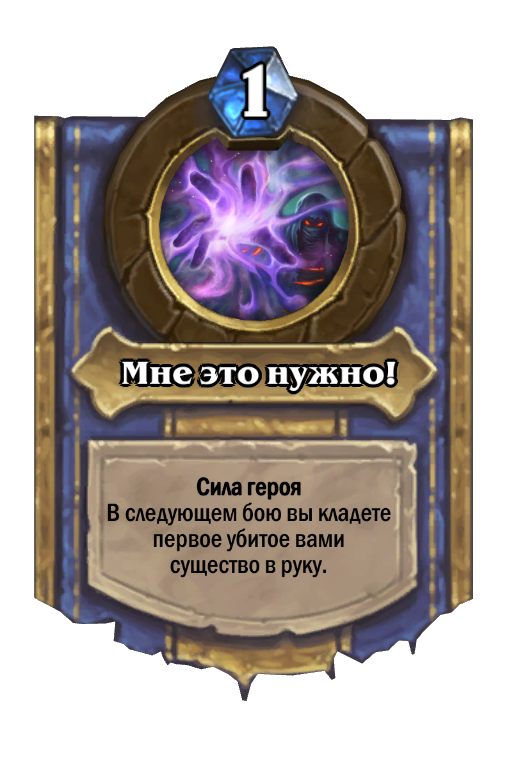 1
Мне это нужно!
Сила героя
В следующем бою вы кладете
первое убитое вами
существо в руку.